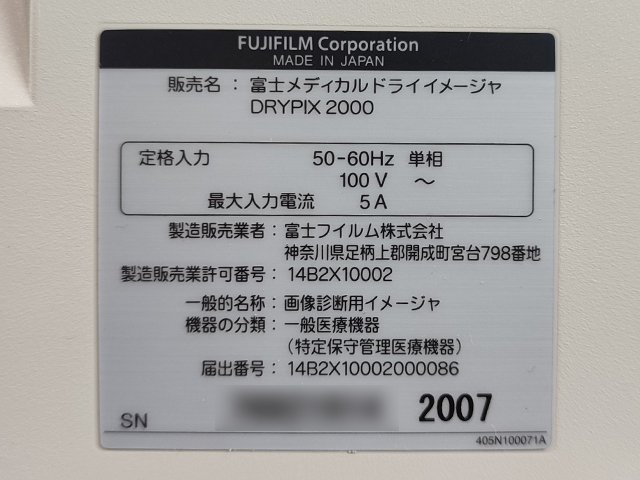 FUJIFILM Corporation
MADE IN JAPAN
販売名： 富士メディカルドライイメージャ
DRYPIX 2000
定格入力 50-60Hz 単相
100 V ～
最大入力電流 5 A
製造販売業者： 富士フイルム株式会社
神奈川県足柄上郡開成町宮台798番地
製造販売業許可番号： 14B2X10002
一般的名称： 画像診断用イメージャ
機器の分類： 一般医療機器
（特定保守管理医療機器）
届出番号： 14B2X10002000086
SN 2007
405N100071A